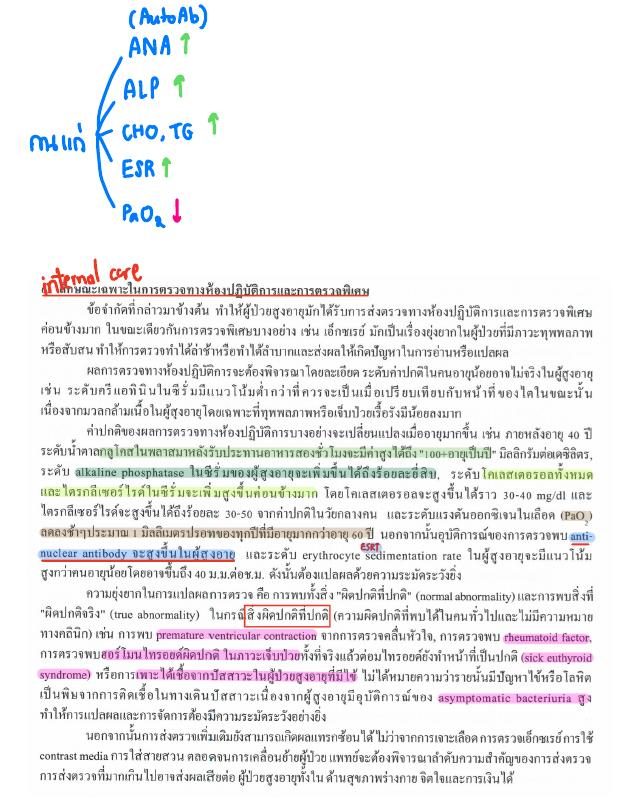 (AutoAb)
ANA ↑
ALP ↑
CHO, TG ↑
คนแก่
ESR ↑
PaO₂ ↓
internal care
ลักษณะเฉพาะในการตรวจทางห้องปฏิบัติการและการตรวจพิเศษ
ข้อจำกัดที่กล่าวมาข้างต้น ทำให้ผู้ป่วยสูงอายุมักได้รับการส่งตรวจทางห้องปฏิบัติการและการตรวจพิเศษ
ค่อนข้างมาก ในขณะเดียวกันการตรวจพิเศษบางอย่าง เช่น เอ็กซเรย์ มักเป็นเรื่องยุ่งยากในผู้ป่วยที่มีภาวะทุพพลภาพ
หรือสับสน ทำให้การตรวจทำได้ล่าช้าหรือทำได้ลำบากและส่งผลให้เกิดปัญหาในการอ่านหรือแปลผล
ผลการตรวจทางห้องปฏิบัติการจะต้องพิจารณาโดยละเอียด ระดับค่าปกติในคนอายุน้อยอาจไม่จริงในผู้สูงอายุ
เช่น ระดับครีแอทินินในซีรั่มมีแนวโน้มต่ำกว่าที่ควรจะเป็นเมื่อเปรียบเทียบกับหน้าที่ของไตในขณะนั้น
เนื่องจากมวลกล้ามเนื้อในผู้สูงอายุโดยเฉพาะที่ทุพพลภาพหรือเจ็บป่วยเรื้อรังมีน้อยลงมาก
ค่าปกติของผลการตรวจทางห้องปฏิบัติการบางอย่างจะเปลี่ยนแปลงเมื่ออายุมากขึ้น เช่น ภายหลังอายุ 40 ปี
ระดับน้ำตาลกลูโคสในพลาสมาหลังรับประทานอาหารสองชั่วโมงจะมีค่าสูงได้ถึง "100+อายุเป็นปี" มิลลิกรัมต่อเดซิลิตร,
ระดับ alkaline phosphatase ในซีรั่มของผู้สูงอายุจะเพิ่มขึ้นได้ถึงร้อยละยี่สิบ, ระดับโคเลสเตอรอลทั้งหมด
และไตรกลีเซอร์ไรด์ในซีรั่มจะเพิ่มสูงขึ้นค่อนข้างมาก โดยโคเลสเตอรอลจะสูงขึ้นได้ราว 30-40 mg/dl และ
ไตรกลีเซอร์ไรด์จะสูงขึ้นได้ถึงร้อยละ 30-50 จากค่าปกติในวัยกลางคน และระดับแรงดันออกซิเจนในเลือด (PaO₂)
ลดลงช้าๆประมาณ 1 มิลลิเมตรปรอททุกปีที่มีอายุมากกว่าอายุ 60 ปี นอกจากนั้นอุบัติการณ์ของการตรวจพบ anti-
nuclear antibody จะสูงขึ้นในผู้สูงอายุ และระดับ erythrocyte sedimentation rate ในผู้สูงอายุจะมีแนวโน้ม
สูงกว่าคนอายุน้อยโดยอาจขึ้นถึง 40 ม.ม.ต่อช.ม. ดังนั้นต้องแปลผลด้วยความระมัดระวังยิ่ง
ความยุ่งยากในการแปลผลการตรวจ คือ การพบทั้งสิ่ง "ผิดปกติที่ปกติ" (normal abnormality) และการพบสิ่งที่
"ผิดปกติจริง" (true abnormality) ในกรณีสิ่งผิดปกติที่ปกติ (ความผิดปกติที่พบได้ในคนทั่วไปและไม่มีความหมาย
ทางคลินิก) เช่น การพบ premature ventricular contraction จากการตรวจคลื่นหัวใจ, การตรวจพบ rheumatoid factor,
การตรวจพบฮอร์โมนไทรอยด์ผิดปกติ ในภาวะเจ็บป่วยทั้งที่จริงแล้วต่อมไทรอยด์ยังทำหน้าที่เป็นปกติ (sick euthyroid
syndrome) หรือการเพาะได้เชื้อจากปัสสาวะในผู้ป่วยสูงอายุที่มีไข้ ไม่ได้หมายความว่ารายนั้นมีปัญหาไข้หรือโลหิต
เป็นพิษจากการติดเชื้อในทางเดินปัสสาวะเนื่องจากผู้สูงอายุมีอุบัติการณ์ของ asymptomatic bacteriuria สูง
ทำให้การแปลผลและการจัดการต้องมีความระมัดระวังอย่างยิ่ง
นอกจากนั้นการส่งตรวจเพิ่มเติมยังสามารถเกิดผลแทรกซ้อนได้ ไม่ว่าจากการเจาะเลือด การตรวจเอ็กซเรย์ การใช้
contrast media การใส่สายสวน ตลอดจนการเคลื่อนย้ายผู้ป่วย แพทย์จะต้องพิจารณาลำดับความสำคัญของการส่งตรวจ
การส่งตรวจที่มากเกินไปอาจส่งผลเสียต่อ ผู้ป่วยสูงอายุทั้งใน ด้านสุขภาพร่างกาย จิตใจและการเงินได้